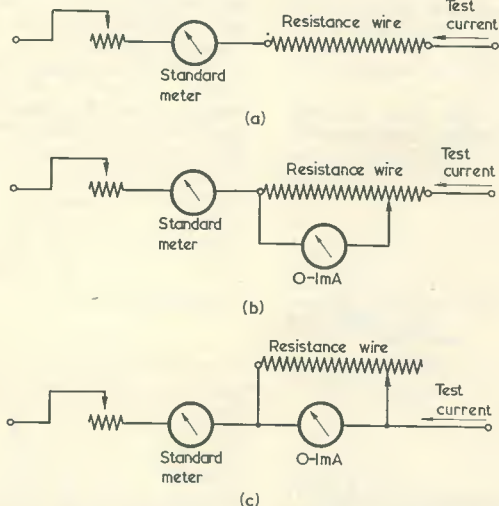 Resistance wire
Test
current
Standard
meter
(a)
Resistance wire
Test
current
Standard
meter
O-ImA
(b)
Resistance wire
Test
current
Standard
meter
O-ImA
(c)